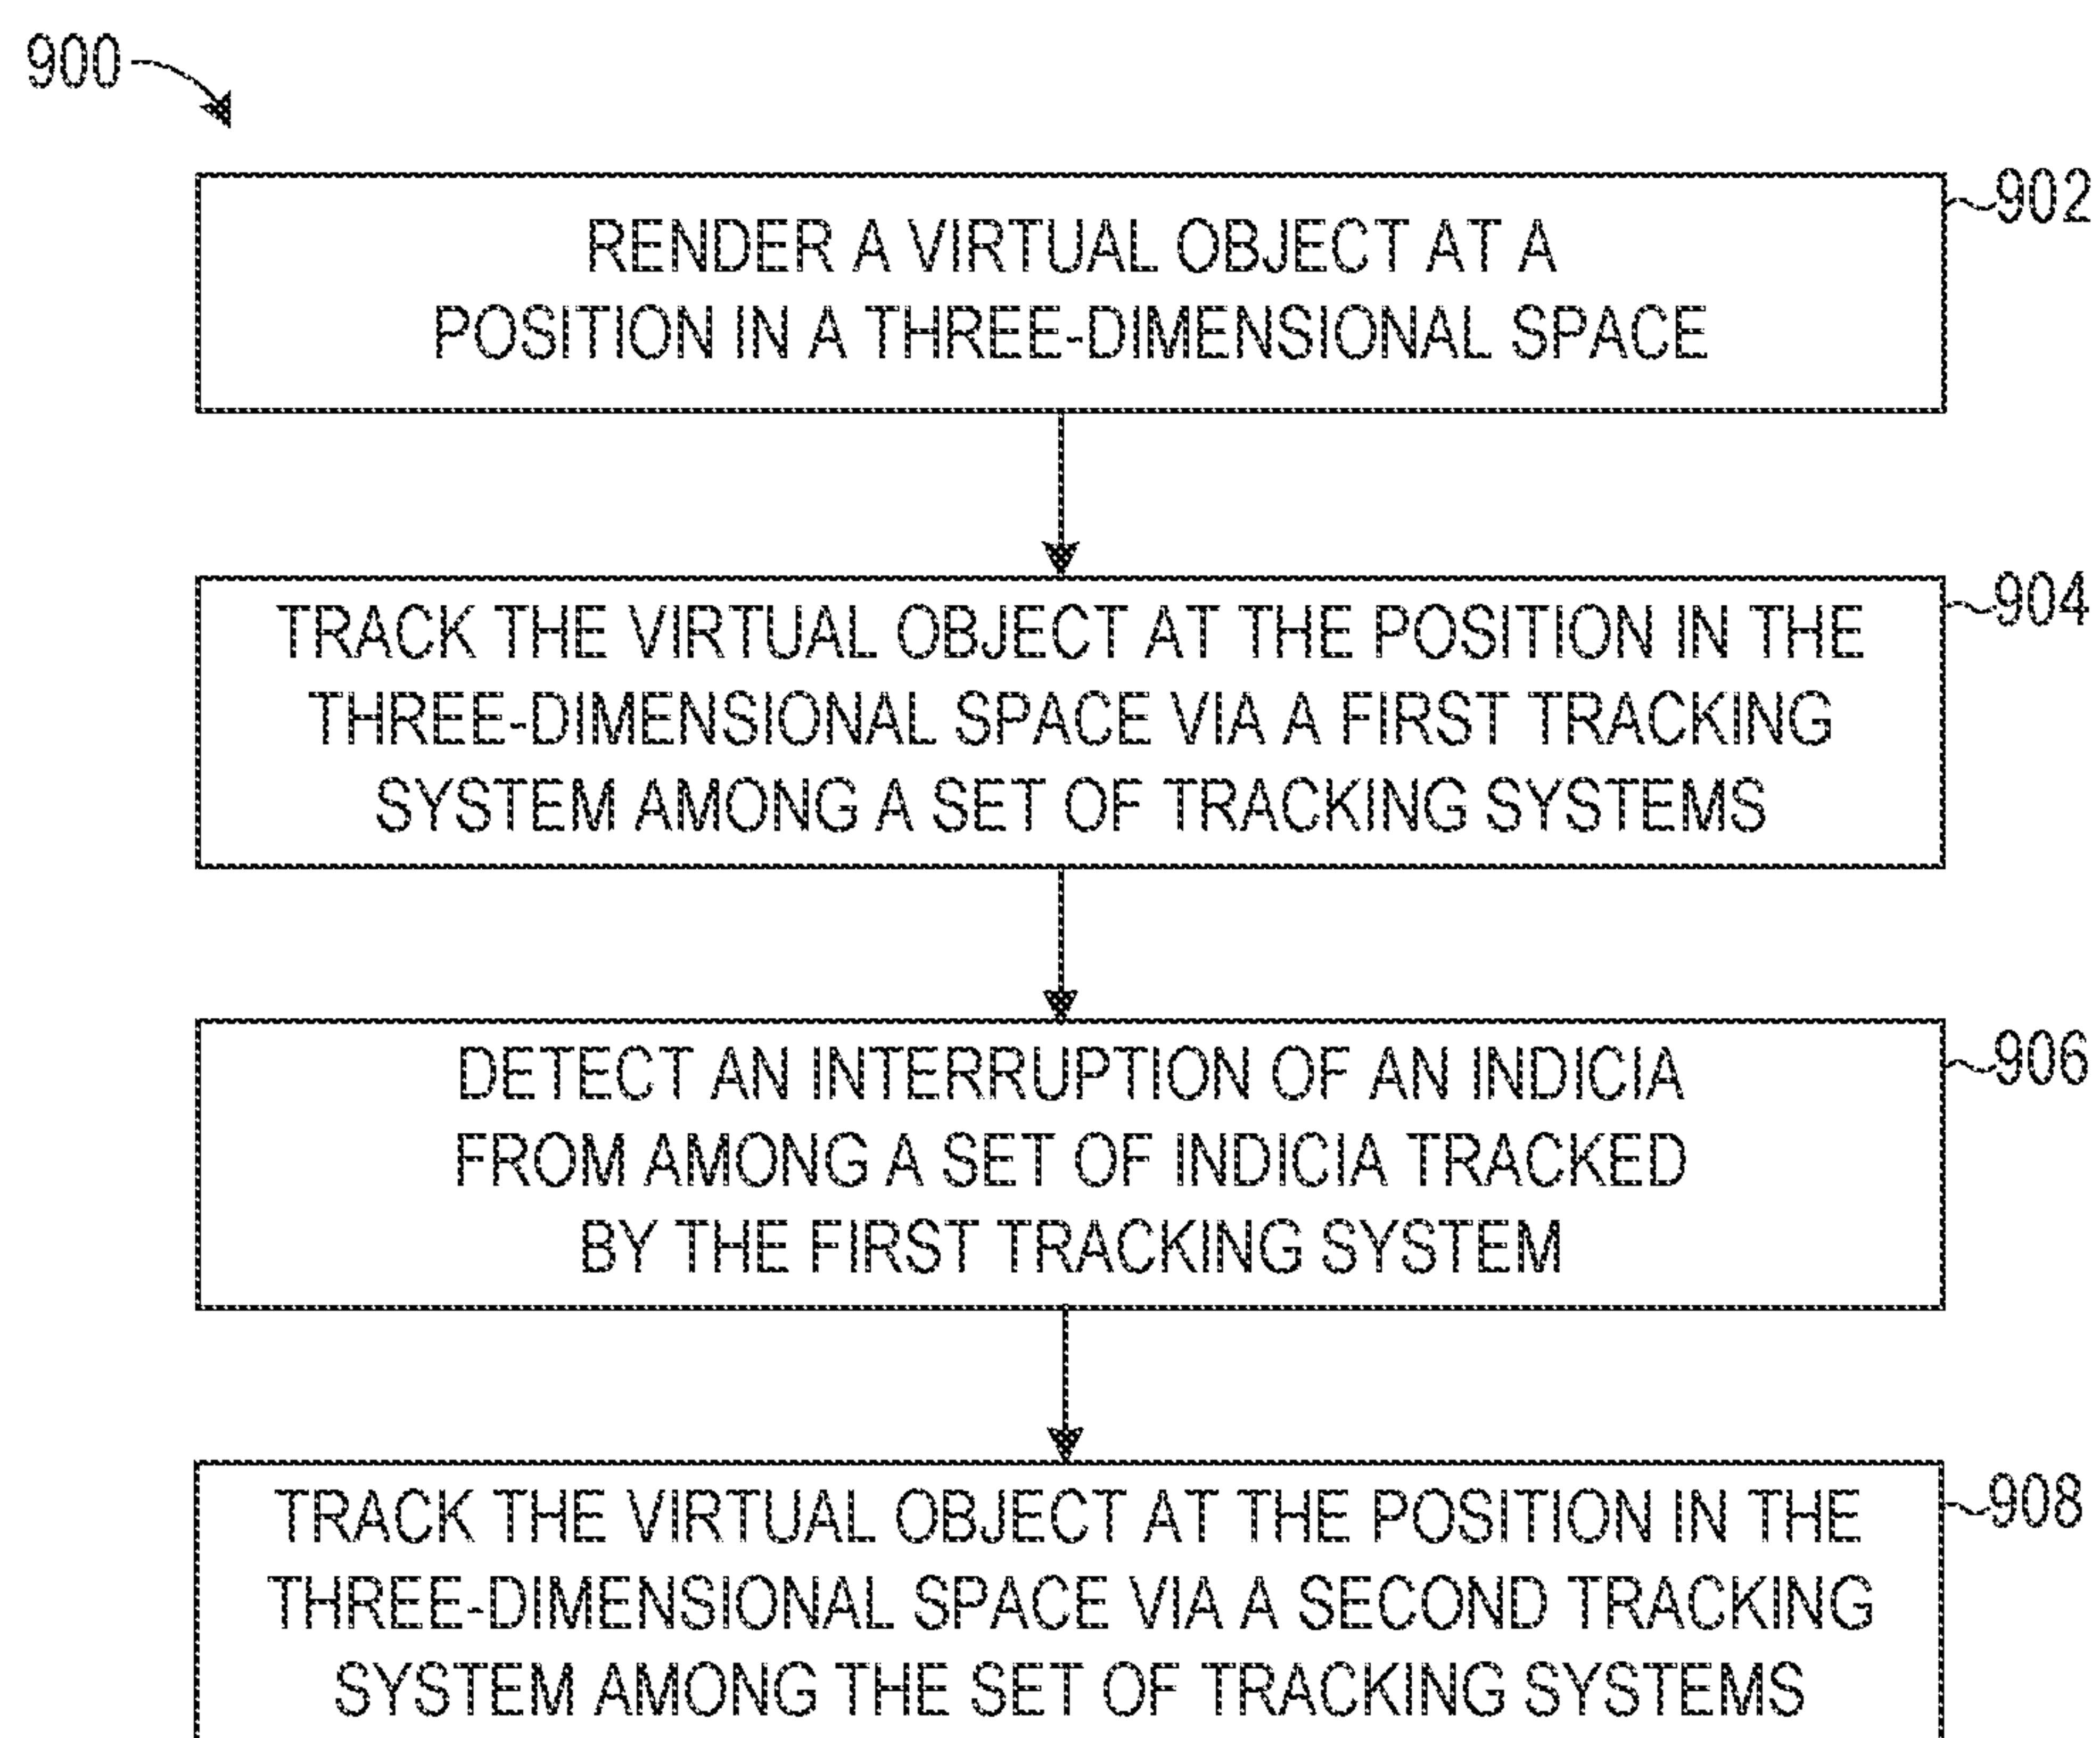 900
902
RENDER A VIRTUAL OBJECT AT A
POSITION IN A THREE-DIMENSIONAL SPACE
904
TRACK THE VIRTUAL OBJECT AT THE POSITION IN THE
THREE-DIMENSIONAL SPACE VIA A FIRST TRACKING
SYSTEM AMONG A SET OF TRACKING SYSTEMS
906
DETECT AN INTERRUPTION OF AN INDICIA
FROM AMONG A SET OF INDICIA TRACKED
BY THE FIRST TRACKING SYSTEM
908
TRACK THE VIRTUAL OBJECT AT THE POSITION IN THE
THREE-DIMENSIONAL SPACE VIA A SECOND TRACKING
SYSTEM AMONG THE SET OF TRACKING SYSTEMS